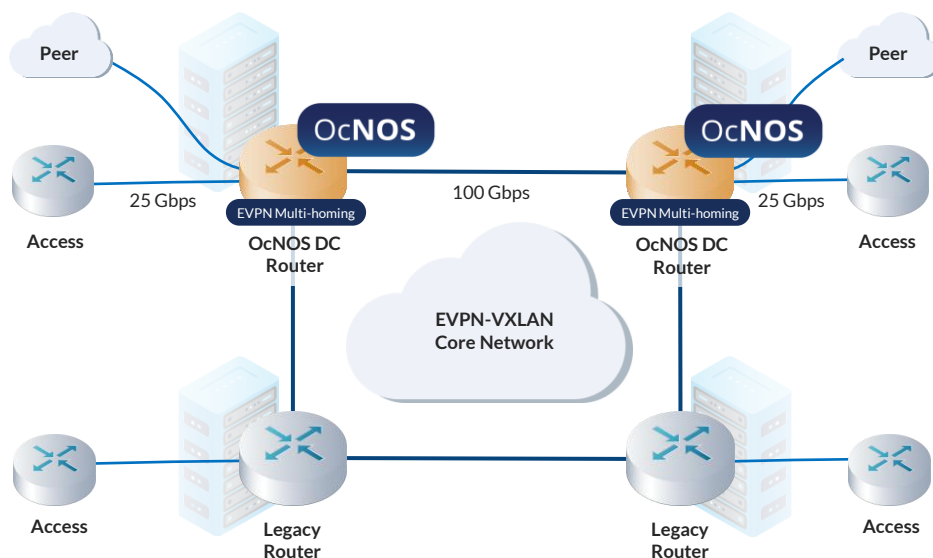 Peer
Peer
OcNOS
OcNOS
25 Gbps
100 Gbps
25 Gbps
EVPN Multi-homing
EVPN Multi-homing
Access
OcNOS DC
Router
OcNOS DC
Router
Access
EVPN-VXLAN
Core Network
Access
Legacy
Router
Legacy
Router
Access